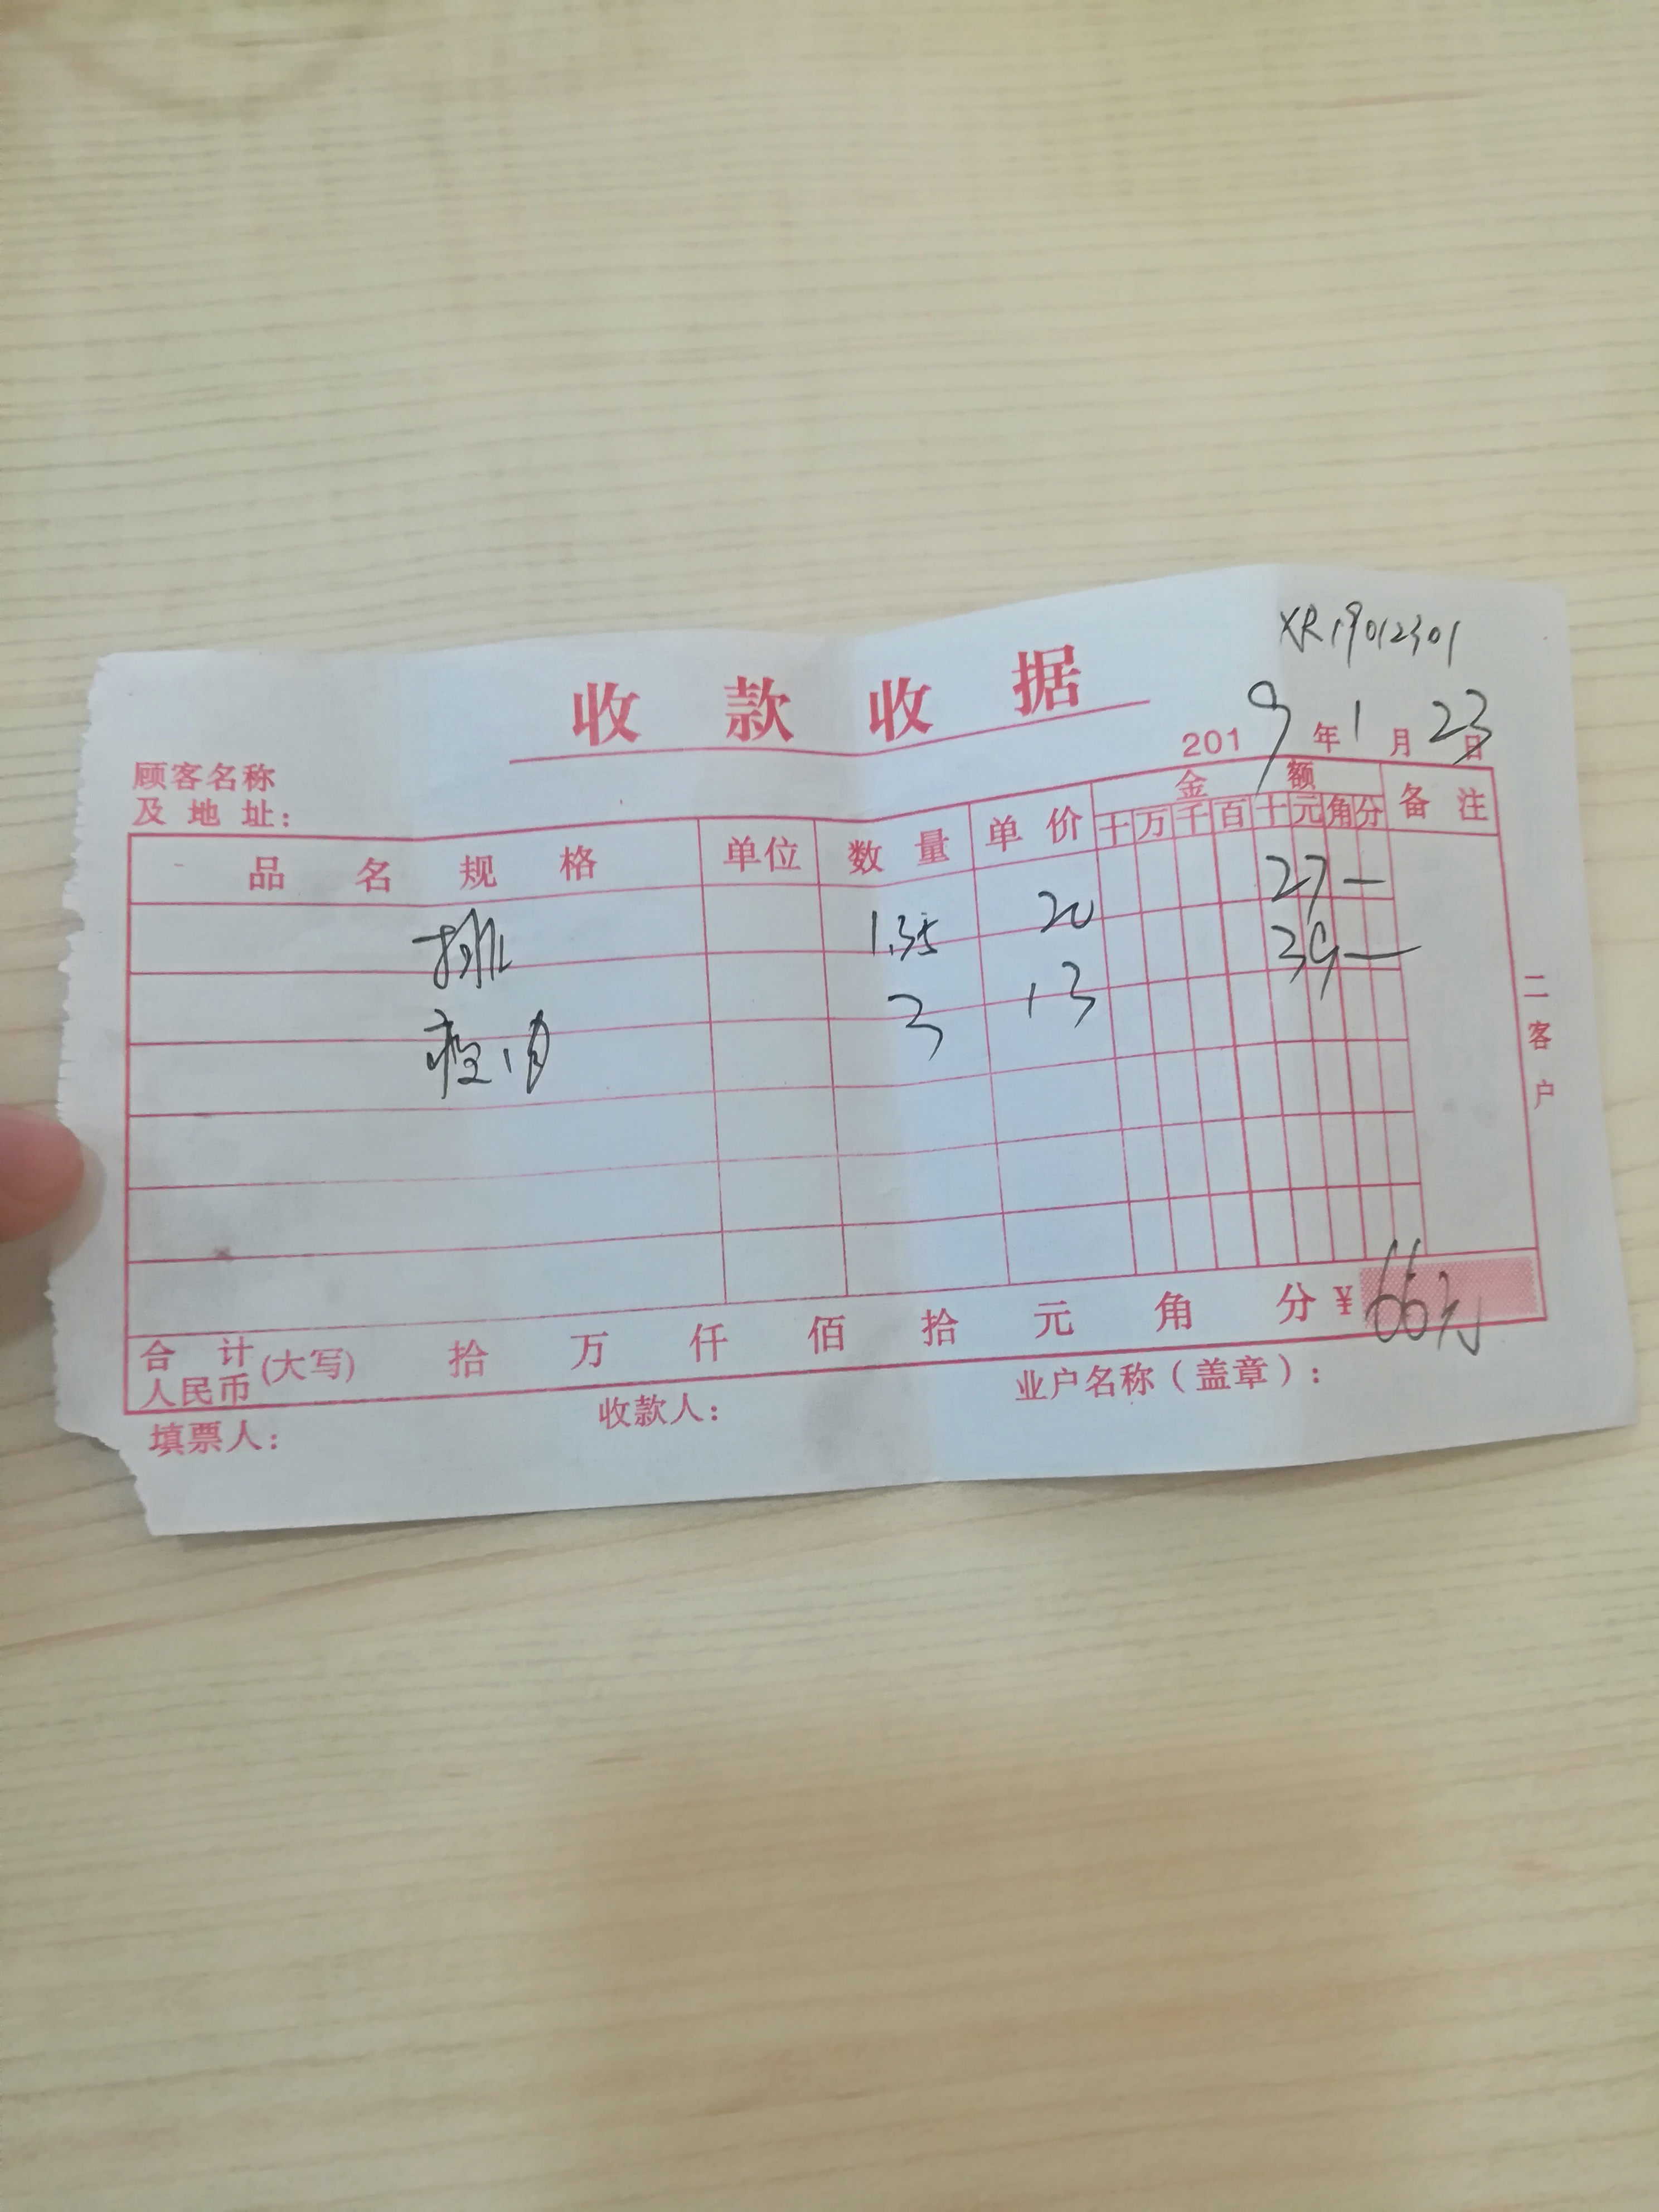 XR19012301
收款收据
2019年1月23日
顾客名称
及地址：
品名规格 单位 数量 单价 金额 备注
十万千百十元角分
排 1.35 20 27—
瘦肉 3 13 39—
合计
人民币 (大写) 拾 万 仟 佰 拾 元 角 分 ¥66元
填票人： 收款人： 业户名称（盖章）：
二客户